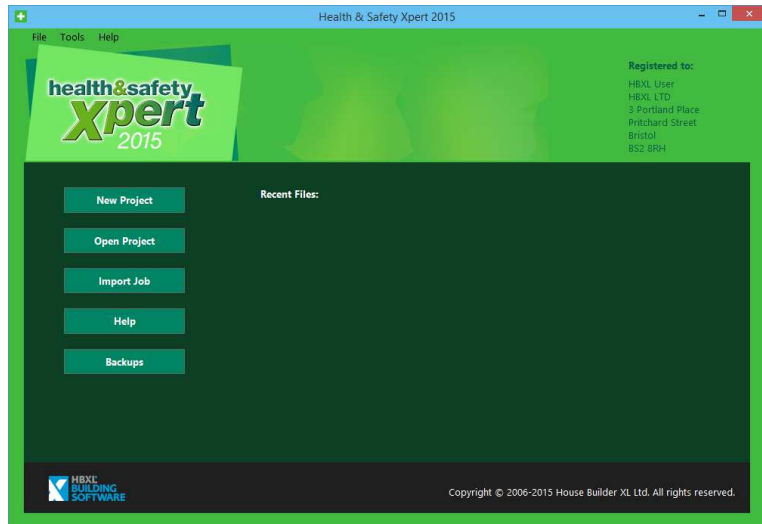 Health & Safety Xpert 2015
File Tools Help
health&safety
xpert
2015
Registered to:
HBXL User
HBXL LTD
3 Portland Place
Pritchard Street
Bristol
BS2 8RH
New Project
Recent Files:
Open Project
Import Job
Help
Backups
HBXL
BUILDING
SOFTWARE
Copyright © 2006-2015 House Builder XL Ltd. All rights reserved.